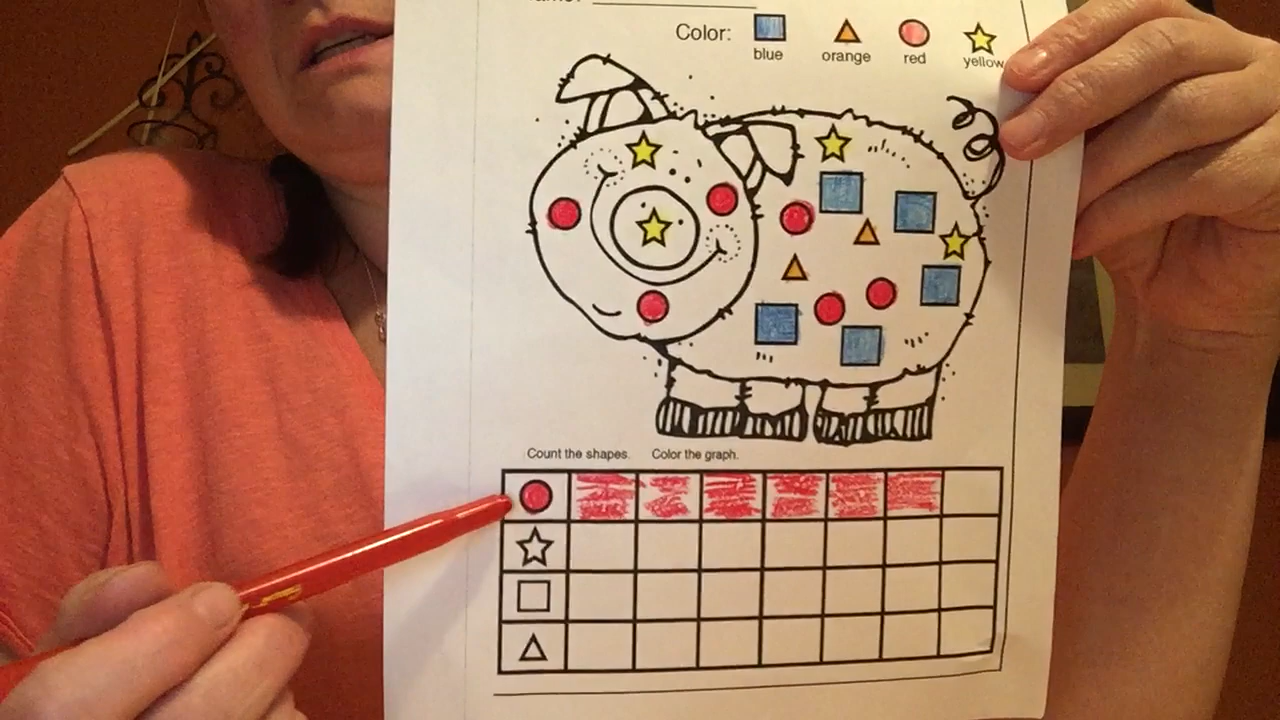 Color:
blue orange red yellow
Count the shapes. Color the graph.